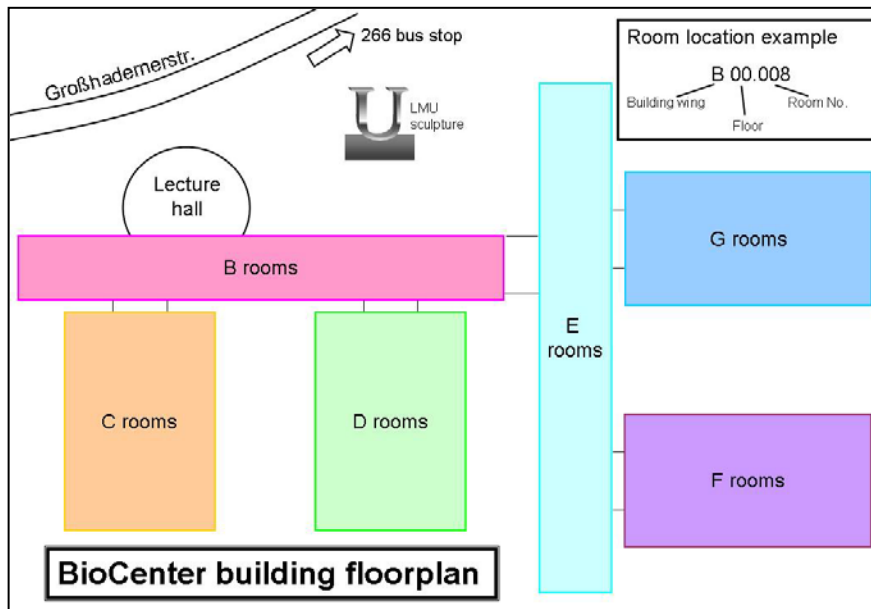 266 bus stop
Großhadernerstr.
LMU
sculpture
Room location example
B 00.008
Building wing
Room No.
Floor
Lecture
hall
B rooms
G rooms
E
rooms
C rooms
D rooms
F rooms
BioCenter building floorplan